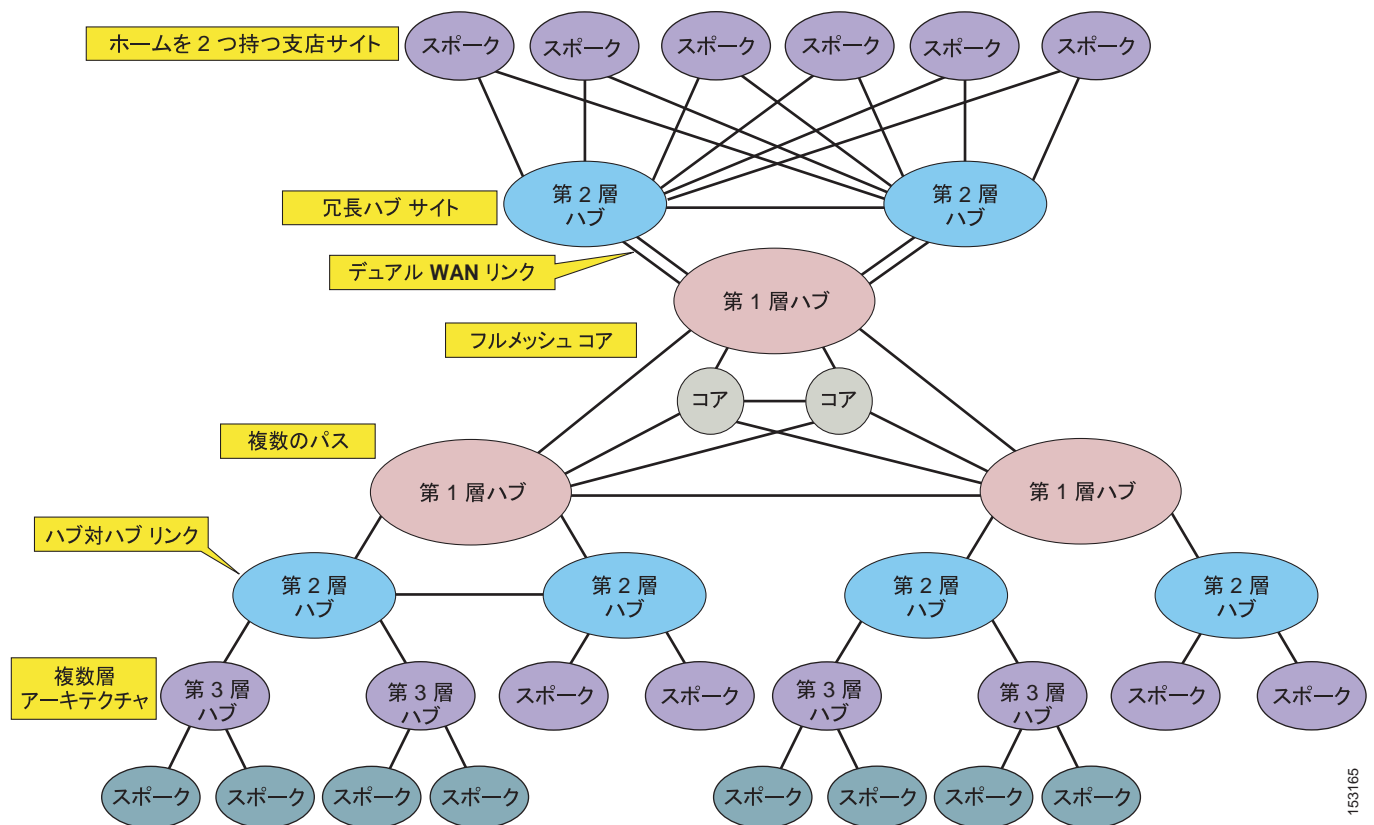 ホームを 2 つ持つ支店サイト
スポーク
スポーク
スポーク
スポーク
スポーク
スポーク
冗長ハブ サイト
第 2 層
ハブ
第 2 層
ハブ
デュアル WAN リンク
第 1 層ハブ
フルメッシュ コア
コア
コア
複数のパス
第 1 層ハブ
第 1 層ハブ
ハブ対ハブ リンク
第 2 層
ハブ
第 2 層
ハブ
第 2 層
ハブ
第 2 層
ハブ
複数層
アーキテクチャ
第 3 層
ハブ
第 3 層
ハブ
スポーク
スポーク
第 3 層
ハブ
第 3 層
ハブ
スポーク
スポーク
スポーク
スポーク
スポーク
スポーク
スポーク
スポーク
スポーク
スポーク
153165